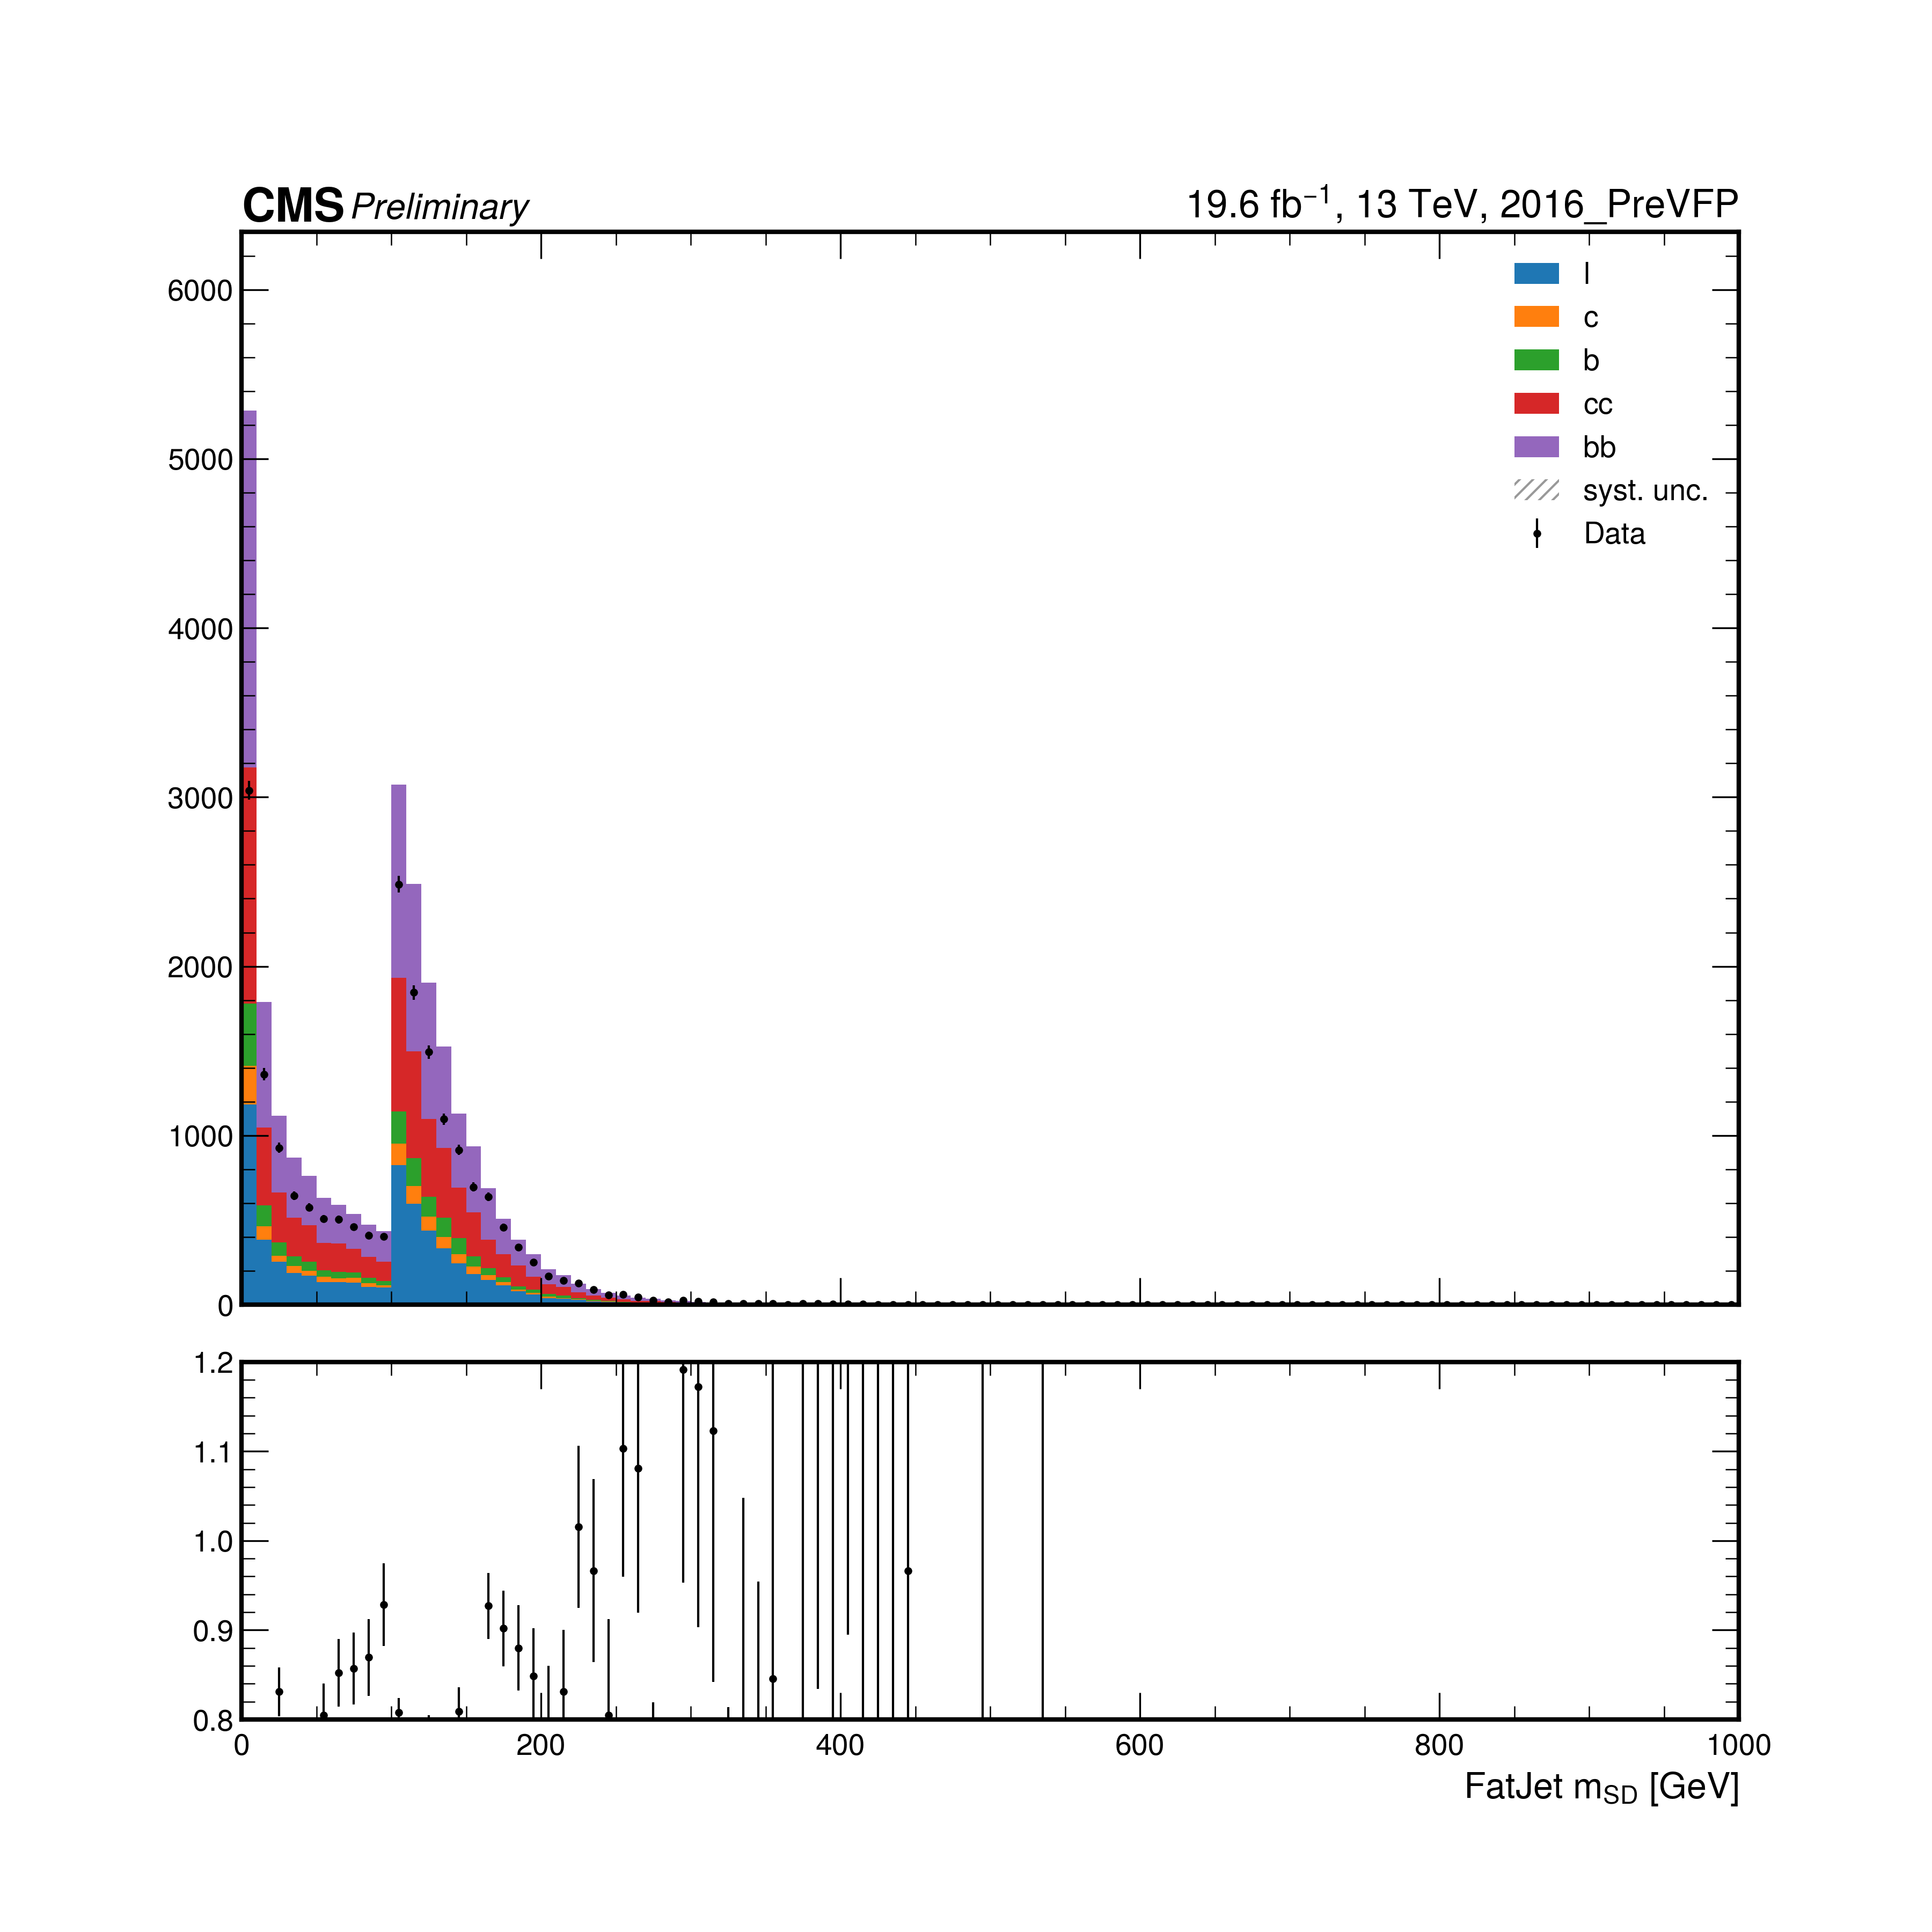 CMS Preliminary 19.6 fb⁻¹, 13 TeV, 2016_PreVFP
6000
5000
4000
3000
2000
1000
0
l
c
b
cc
bb
syst. unc.
Data
1.2
1.1
1.0
0.9
0.8
0 200 400 600 800 1000
FatJet m_SD [GeV]